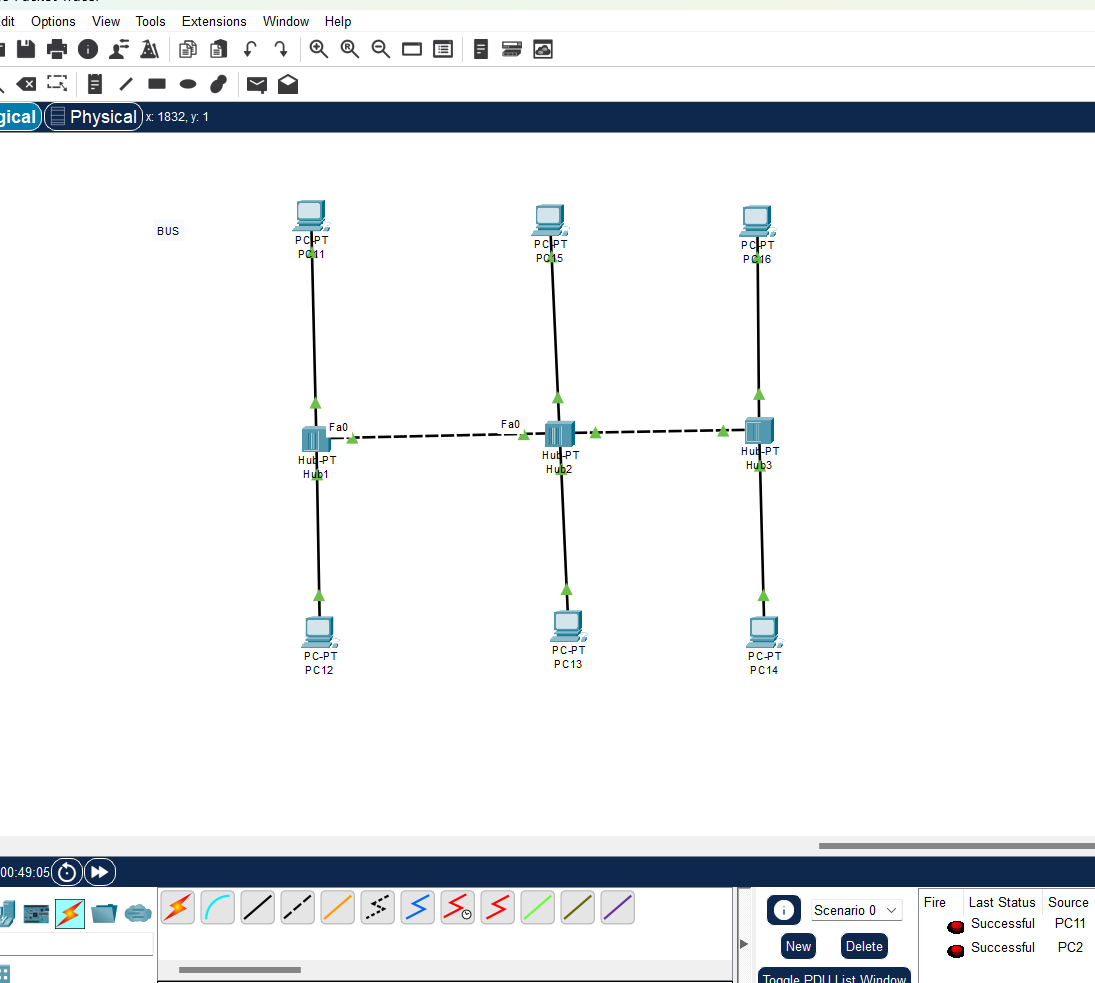 dit Options View Tools Extensions Window Help
gical Physical x: 1832, y: 1
BUS
PC-PT
PC11
PC-PT
PC15
PC-PT
PC16
Fa0
Fa0
Hub-PT
Hub1
Hub-PT
Hub2
Hub-PT
Hub3
PC-PT
PC12
PC-PT
PC13
PC-PT
PC14
00:49:05
Scenario 0
New Delete
Toggle PDU List Window
Fire Last Status Source
Successful PC11
Successful PC2